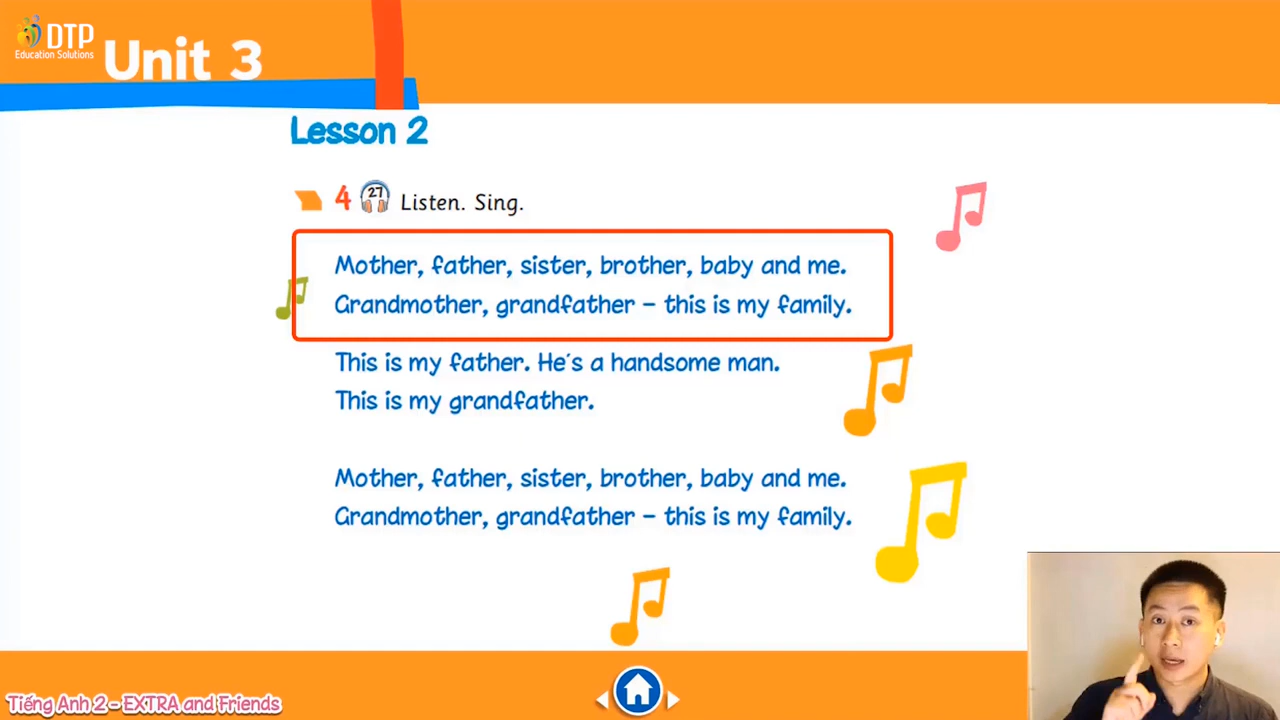 DTP
Education Solutions
Unit 3
Lesson 2
4 27 Listen. Sing.
Mother, father, sister, brother, baby and me.
Grandmother, grandfather – this is my family.
This is my father. He's a handsome man.
This is my grandfather.
Mother, father, sister, brother, baby and me.
Grandmother, grandfather – this is my family.
Tiếng Anh 2 - EXTRA and Friends